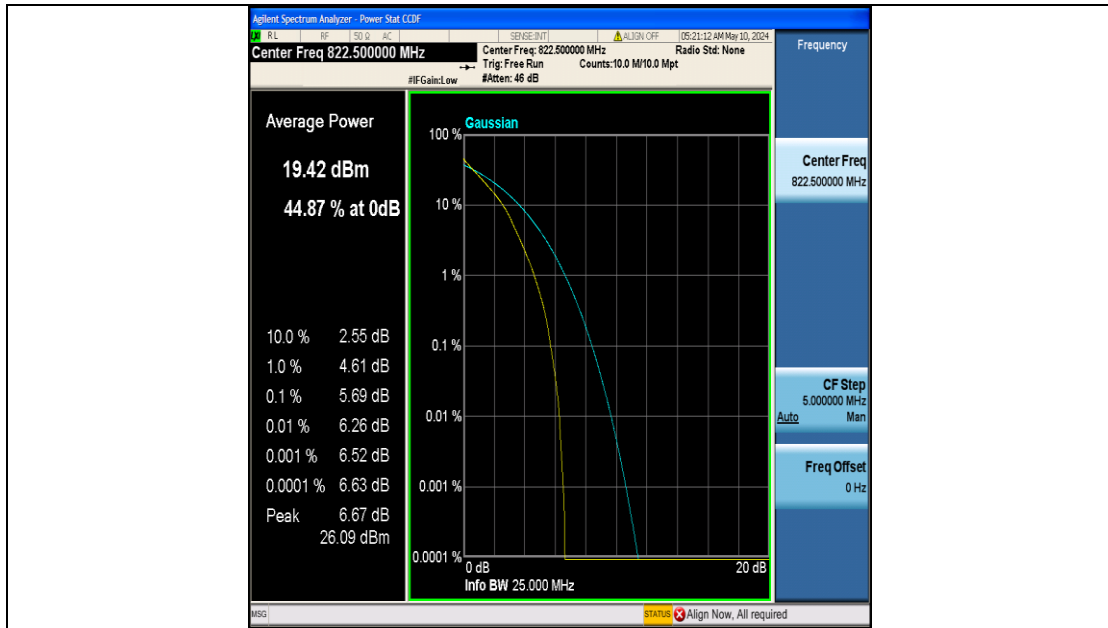 Agilent Spectrum Analyzer - Power Stat CCDF
RL RF 50 Ω AC SENSE:INT ALIGN OFF 05:21:12 AM May 10, 2024
Center Freq 822.500000 MHz
Center Freq: 822.500000 MHz Radio Std: None
Trig: Free Run Counts:10.0 M/10.0 Mpt
#IFGain:Low #Atten: 46 dB
Frequency
Average Power
19.42 dBm
44.87 % at 0dB
10.0 % 2.55 dB
1.0 % 4.61 dB
0.1 % 5.69 dB
0.01 % 6.26 dB
0.001 % 6.52 dB
0.0001 % 6.63 dB
Peak 6.67 dB
26.09 dBm
Gaussian
100 %
10 %
1 %
0.1 %
0.01 %
0.001 %
0.0001 %
0 dB 20 dB
Info BW 25.000 MHz
Center Freq
822.500000 MHz
CF Step
5.000000 MHz
Auto Man
Freq Offset
0 Hz
MSG STATUS Align Now, All required